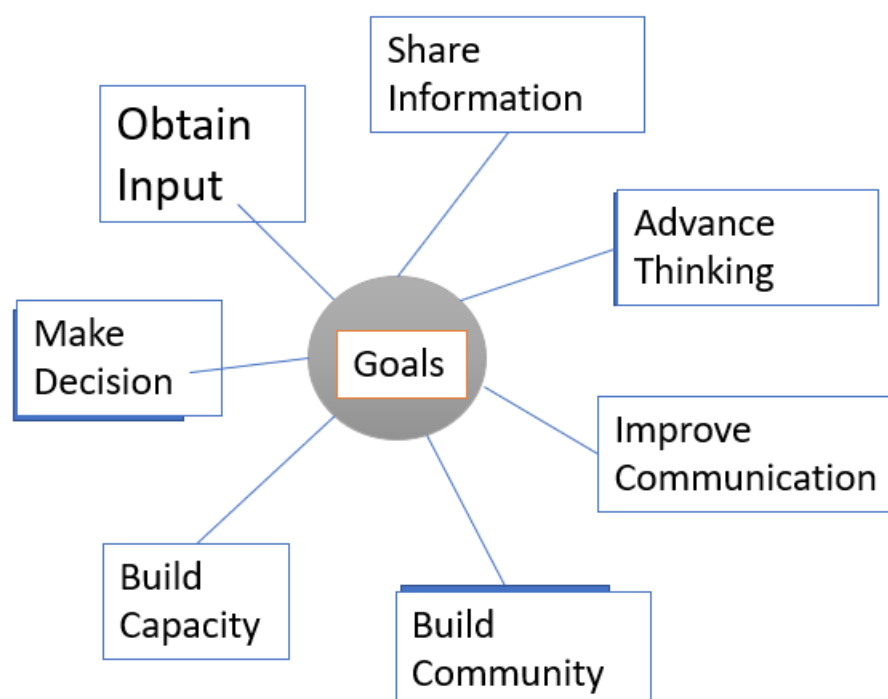 Share
Information
Obtain
Input
Advance
Thinking
Make
Decision
Goals
Improve
Communication
Build
Capacity
Build
Community